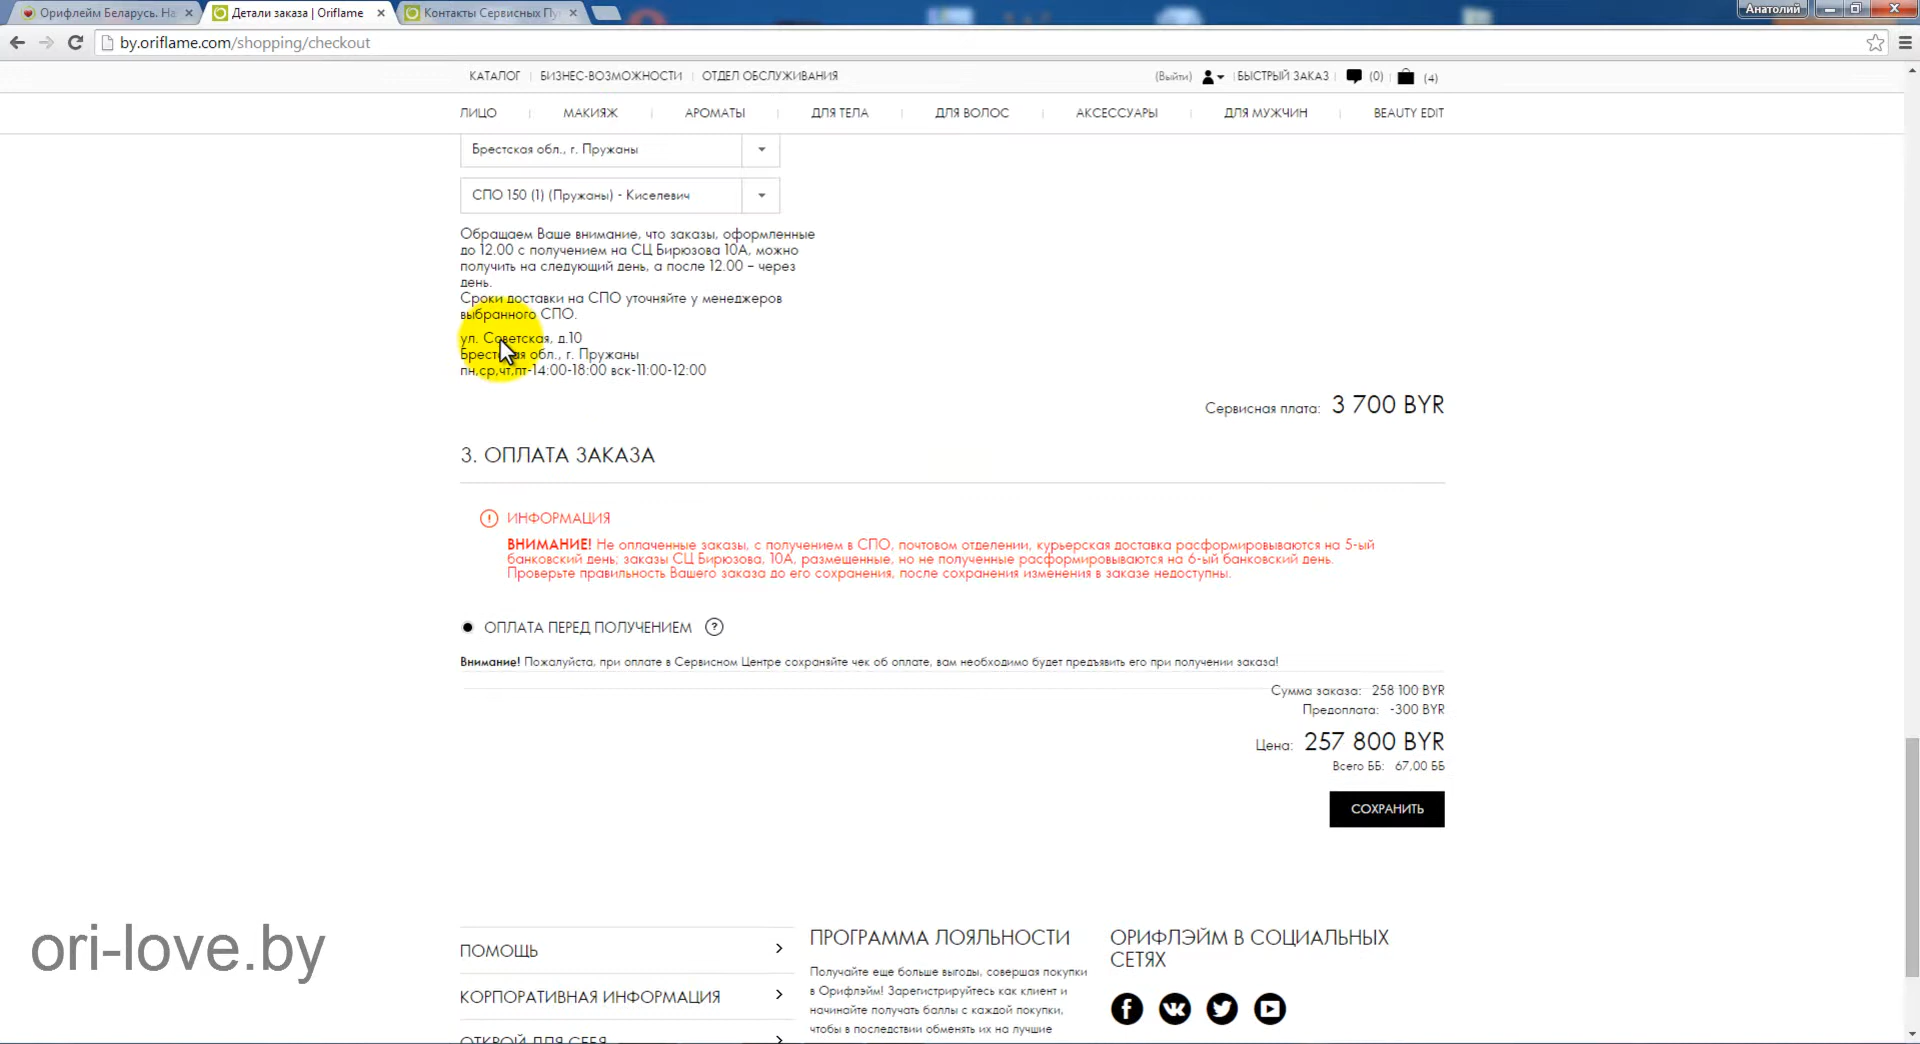 Орифлейм Беларусь. На
Детали заказа | Oriflame
Контакты Сервисных Пу
Анатолий
by.oriflame.com/shopping/checkout
КАТАЛОГ БИЗНЕС-ВОЗМОЖНОСТИ ОТДЕЛ ОБСЛУЖИВАНИЯ (Выйти) БЫСТРЫЙ ЗАКАЗ (0) (4)
ЛИЦО МАКИЯЖ АРОМАТЫ ДЛЯ ТЕЛА ДЛЯ ВОЛОС АКСЕССУАРЫ ДЛЯ МУЖЧИН BEAUTY EDIT
Брестская обл., г. Пружаны
СПО 150 (1) (Пружаны) - Киселевич
Обращаем Ваше внимание, что заказы, оформленные
до 12.00 с получением на СЦ Бирюзова 10А, можно
получить на следующий день, а после 12.00 – через
день.
Сроки доставки на СПО уточняйте у менеджеров
выбранного СПО.
ул. Советская, д.10
Брестская обл., г. Пружаны
пн,ср,чт,пт-14:00-18:00 вск-11:00-12:00
Сервисная плата: 3 700 BYR
3. ОПЛАТА ЗАКАЗА
ИНФОРМАЦИЯ
ВНИМАНИЕ! Не оплаченные заказы, с получением в СПО, почтовом отделении, курьерская доставка расформировываются на 5-ый
банковский день; заказы СЦ Бирюзова, 10А, размещенные, но не полученные расформировываются на 6-ый банковский день.
Проверьте правильность Вашего заказа до его сохранения, после сохранения изменения в заказе недоступны.
ОПЛАТА ПЕРЕД ПОЛУЧЕНИЕМ ?
Внимание! Пожалуйста, при оплате в Сервисном Центре сохраняйте чек об оплате, вам необходимо будет предъявить его при получении заказа!
Сумма заказа: 258 100 BYR
Предоплата: -300 BYR
Цена: 257 800 BYR
Всего ББ: 67,00 ББ
СОХРАНИТЬ
ori-love.by
ПОМОЩЬ
КОРПОРАТИВНАЯ ИНФОРМАЦИЯ
ОТКРОЙ ДЛЯ СЕБЯ
ПРОГРАММА ЛОЯЛЬНОСТИ
Получайте еще больше выгоды, совершая покупки
в Орифлэйм! Зарегистрируйтесь как клиент и
начинайте получать баллы с каждой покупки,
чтобы в последствии обменять их на лучшие
ОРИФЛЭЙМ В СОЦИАЛЬНЫХ
СЕТЯХ